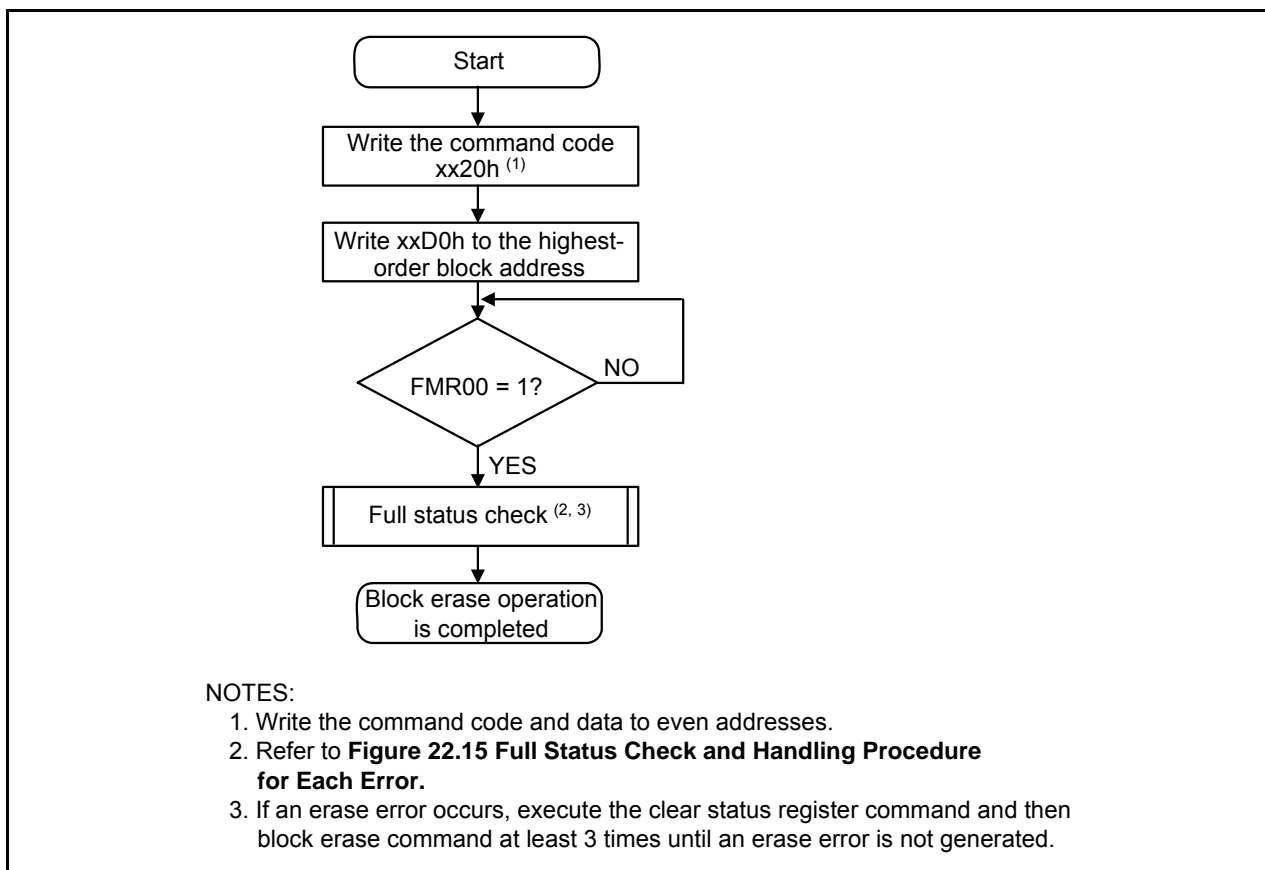 Start
Write the command code
xx20h (1)
Write xxD0h to the highest-
order block address
FMR00 = 1?
NO
YES
Full status check (2, 3)
Block erase operation
is completed
NOTES:
1. Write the command code and data to even addresses.
2. Refer to Figure 22.15 Full Status Check and Handling Procedure
for Each Error.
3. If an erase error occurs, execute the clear status register command and then
block erase command at least 3 times until an erase error is not generated.